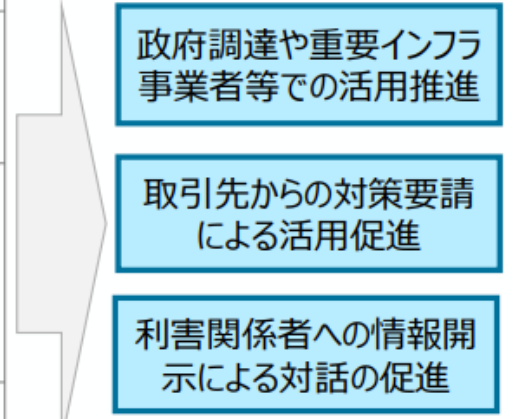 政府調達や重要インフラ
事業者等での活用推進
取引先からの対策要請
による活用促進
利害関係者への情報開
示による対話の促進